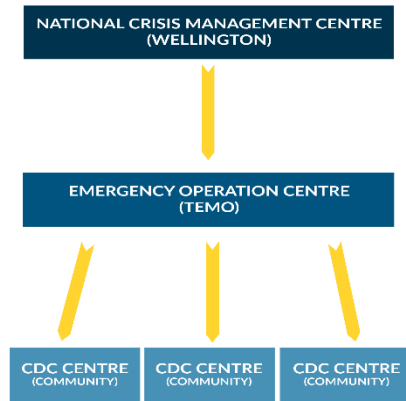 NATIONAL CRISIS MANAGEMENT CENTRE
(WELLINGTON)
EMERGENCY OPERATION CENTRE
(TEMO)
CDC CENTRE
(COMMUNITY)
CDC CENTRE
(COMMUNITY)
CDC CENTRE
(COMMUNITY)